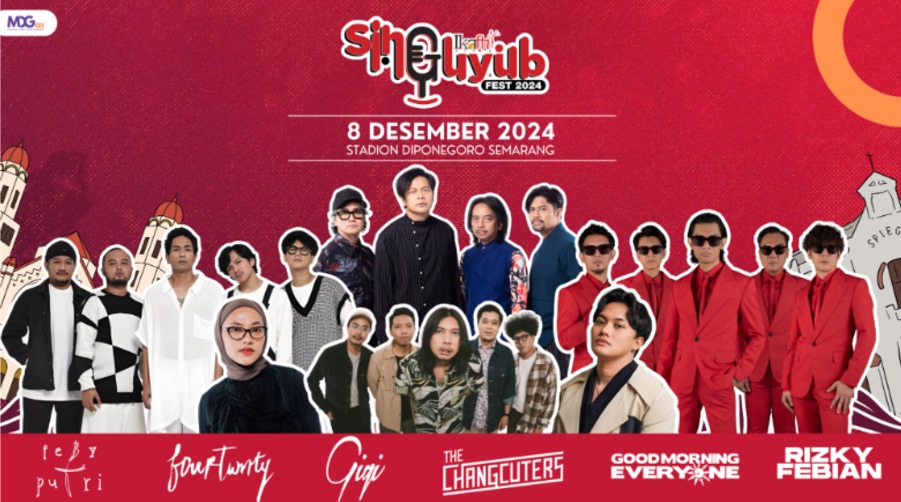 MDG
Ikafh
Sing Guyub
FEST 2024
8 DESEMBER 2024
STADION DIPONEGORO SEMARANG
SPIEG
feby
putri
fourtwnty
Gigi
THE
CHANGCUTERS
GOOD MORNING
EVERYONE
RIZKY
FEBIAN